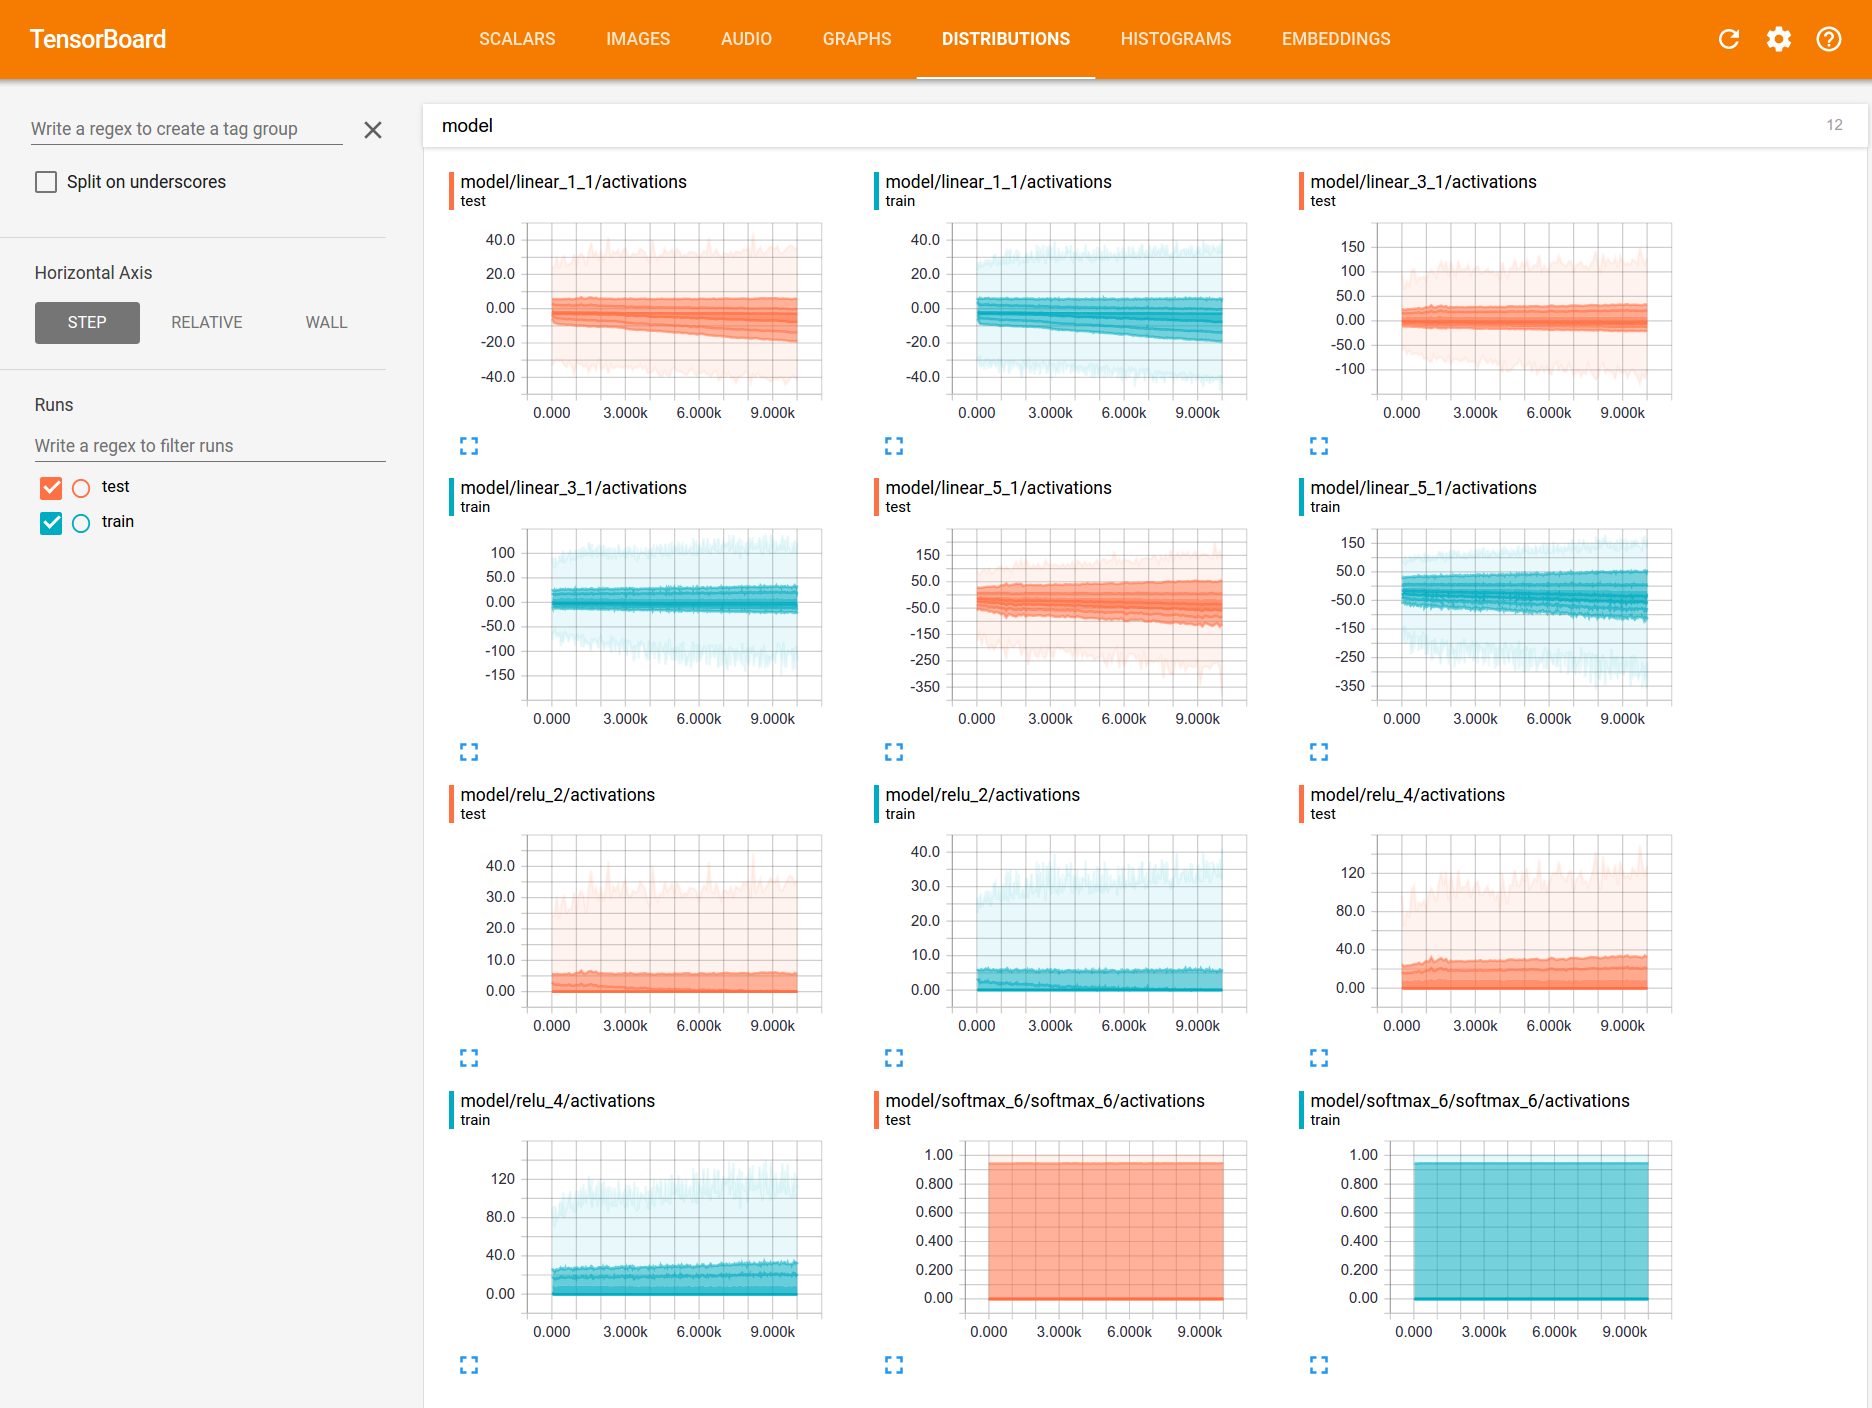 TensorBoard
SCALARS IMAGES AUDIO GRAPHS DISTRIBUTIONS HISTOGRAMS EMBEDDINGS
Write a regex to create a tag group
Split on underscores
Horizontal Axis
STEP RELATIVE WALL
Runs
Write a regex to filter runs
test
train
model 12
model/linear_1_1/activations
test
40.0
20.0
0.00
-20.0
-40.0
0.000 3.000k 6.000k 9.000k
model/linear_1_1/activations
train
40.0
20.0
0.00
-20.0
-40.0
0.000 3.000k 6.000k 9.000k
model/linear_3_1/activations
test
150
100
50.0
0.00
-50.0
-100
0.000 3.000k 6.000k 9.000k
model/linear_3_1/activations
train
100
50.0
0.00
-50.0
-100
-150
0.000 3.000k 6.000k 9.000k
model/linear_5_1/activations
test
150
50.0
-50.0
-150
-250
-350
0.000 3.000k 6.000k 9.000k
model/linear_5_1/activations
train
150
50.0
-50.0
-150
-250
-350
0.000 3.000k 6.000k 9.000k
model/relu_2/activations
test
40.0
30.0
20.0
10.0
0.00
0.000 3.000k 6.000k 9.000k
model/relu_2/activations
train
40.0
30.0
20.0
10.0
0.00
0.000 3.000k 6.000k 9.000k
model/relu_4/activations
test
120
80.0
40.0
0.00
0.000 3.000k 6.000k 9.000k
model/relu_4/activations
train
120
80.0
40.0
0.00
0.000 3.000k 6.000k 9.000k
model/softmax_6/softmax_6/activations
test
1.00
0.800
0.600
0.400
0.200
0.00
0.000 3.000k 6.000k 9.000k
model/softmax_6/softmax_6/activations
train
1.00
0.800
0.600
0.400
0.200
0.00
0.000 3.000k 6.000k 9.000k